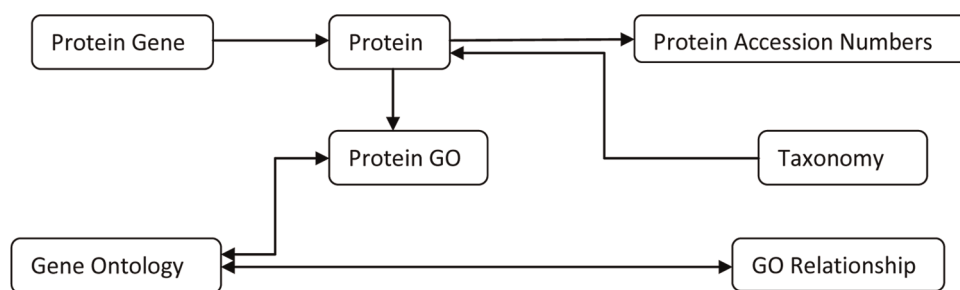 Protein Gene
Protein
Protein Accession Numbers
Protein GO
Taxonomy
Gene Ontology
GO Relationship